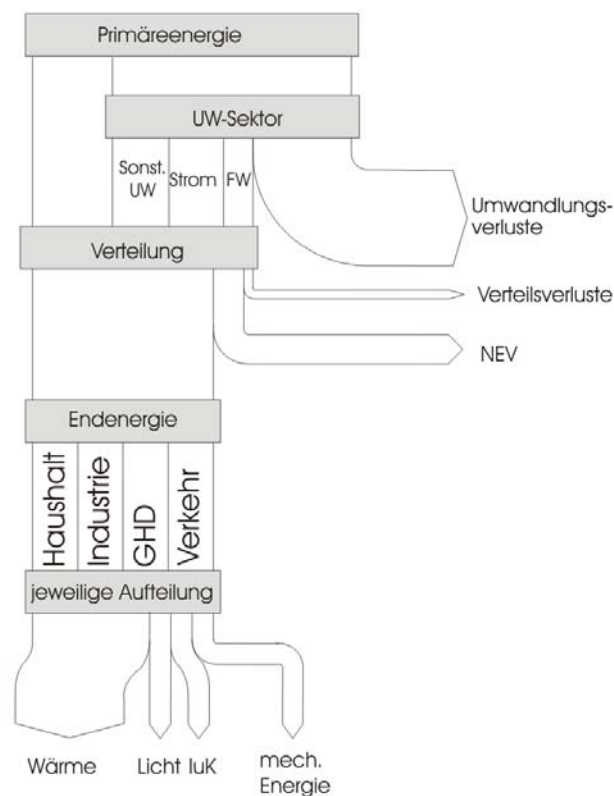 Primäreenergie
UW-Sektor
Sonst.
UW
Strom
FW
Umwandlungs-
verluste
Verteilung
Verteilsverluste
NEV
Endenergie
Haushalt
Industrie
GHD
Verkehr
jeweilige Aufteilung
Wärme
Licht
IuK
mech.
Energie